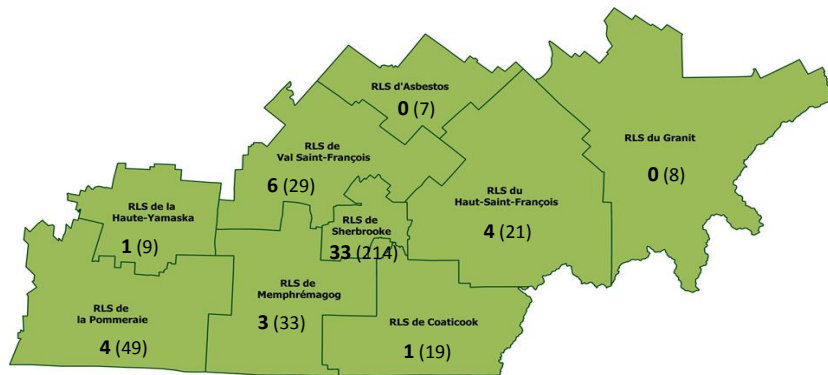 RLS d'Asbestos
0 (7)
RLS du Granit
0 (8)
RLS de
Val Saint-François
6 (29)
RLS du
Haut-Saint-François
4 (21)
RLS de la
Haute-Yamaska
1 (9)
RLS de
Sherbrooke
33 (214)
RLS de
la Pommeraie
4 (49)
RLS de
Memphrémagog
3 (33)
RLS de Coaticook
1 (19)